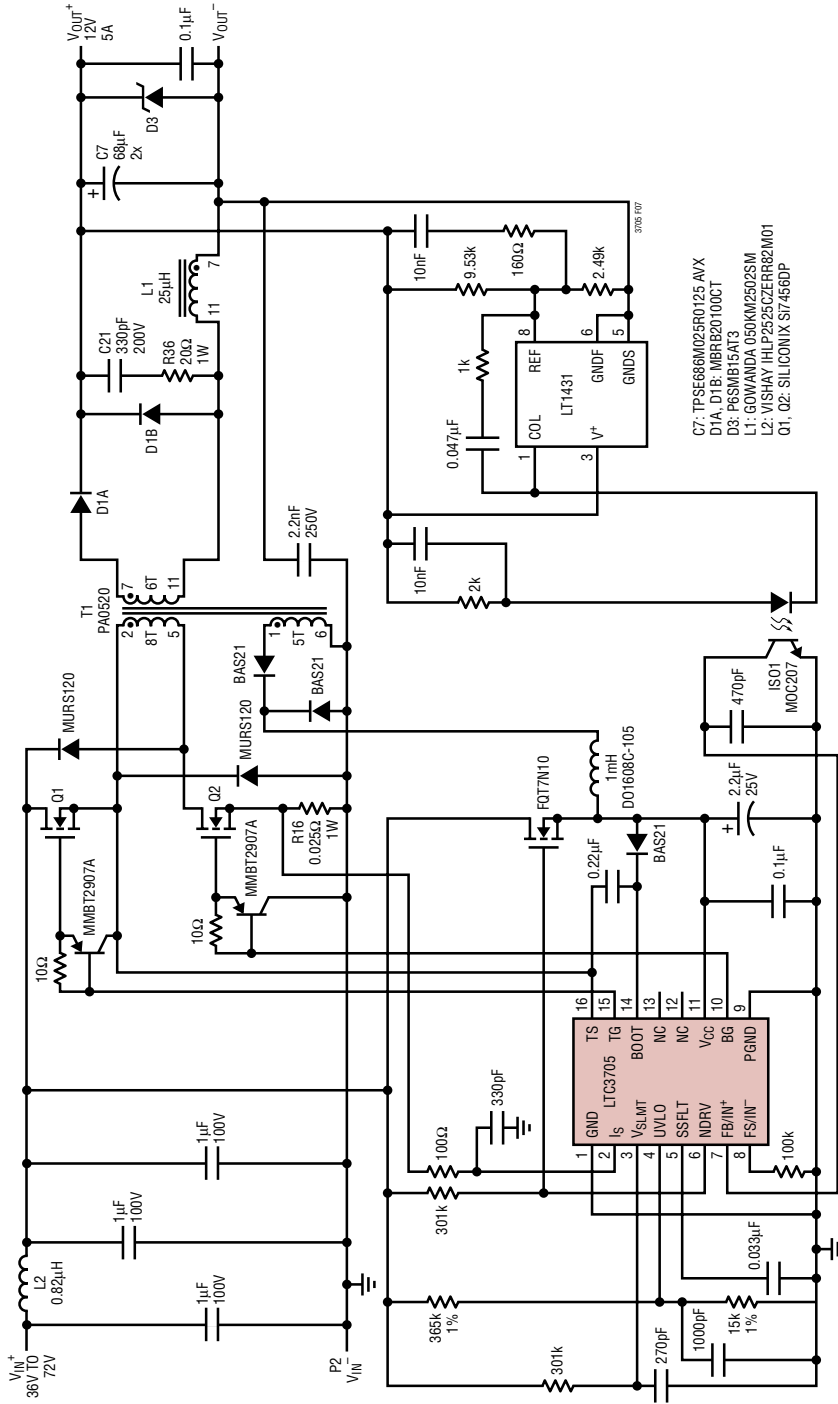 VIN+
36V TO
72V
L2
0.82µH
1µF
100V
1µF
100V
1µF
100V
P2
VIN–
Q1
MURS120
MMBT2907A
10Ω
Q2
MURS120
MMBT2907A
10Ω
R16
0.025Ω
1W
T1
PA0520
2
8T
5
7
6T
11
1
5T
6
BAS21
BAS21
D1A
D1B
C21
330pF
200V
R36
20Ω
1W
L1
25µH
11
7
C7
68µF
2x
+
D3
0.1µF
VOUT+
12V
5A
VOUT–
2.2nF
250V
301k
270pF
365k
1%
1000pF
15k
1%
0.033µF
301k
100Ω
330pF
100k
LTC3705
1
GND
2
IS
3
VSLMT
4
UVLO
5
SSFLT
6
NDRV
7
FB/IN+
8
FS/IN–
16
TS
15
TG
14
BOOT
13
NC
12
NC
11
VCC
10
BG
9
PGND
FQT7N10
0.22µF
BAS21
1mH
DO1608C-105
+
2.2µF
25V
0.1µF
470pF
ISO1
MOC207
10nF
2k
0.047µF
1k
LT1431
1
COL
3
V+
REF
8
GNDF
6
GNDS
5
10nF
160Ω
9.53k
2.49k
3705 F07
C7: TPSE686M025R0125 AVX
D1A, D1B: MBRB20100CT
D3: P6SMB15AT3
L1: GOWANDA 050KM2502SM
L2: VISHAY IHLP2525CZERR82M01
Q1, Q2: SILICONIX Si7456DP